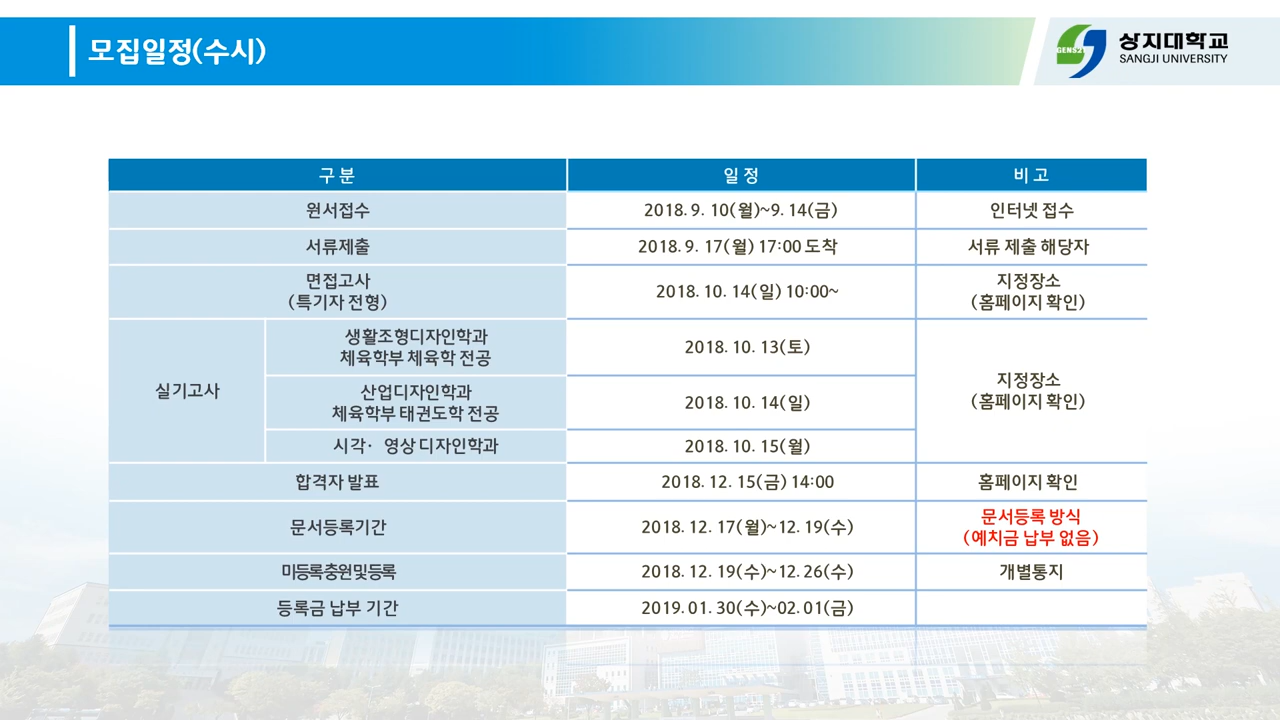 모집일정(수시)
GENS21
상지대학교
SANGJI UNIVERSITY
구 분 일 정 비 고
원서접수 2018. 9. 10(월)~9. 14(금) 인터넷 접수
서류제출 2018. 9. 17(월) 17:00 도착 서류 제출 해당자
면접고사
(특기자 전형)
2018. 10. 14(일) 10:00~
지정장소
(홈페이지 확인)
실기고사
생활조형디자인학과
체육학부 체육학 전공
2018. 10. 13(토)
산업디자인학과
체육학부 태권도학 전공
2018. 10. 14(일)
시각· 영상 디자인학과 2018. 10. 15(월)
지정장소
(홈페이지 확인)
합격자 발표 2018. 12. 15(금) 14:00 홈페이지 확인
문서등록기간 2018. 12. 17(월)~12. 19(수)
문서등록 방식
(예치금 납부 없음)
미등록충원및등록 2018. 12. 19(수)~12. 26(수) 개별통지
등록금 납부 기간 2019. 01. 30(수)~02. 01(금)